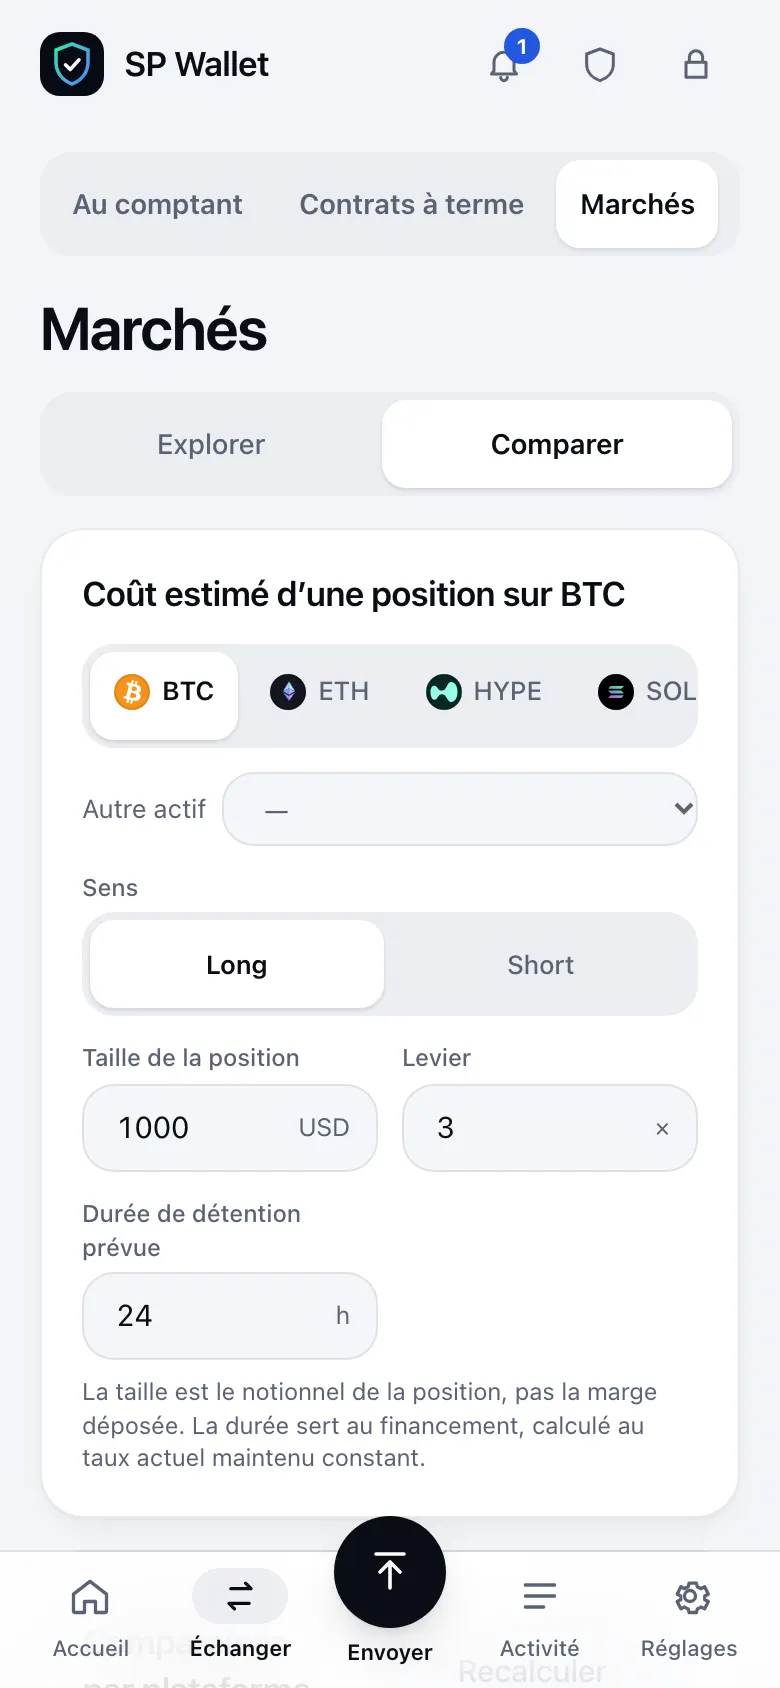 SP Wallet
1
Au comptant
Contrats à terme
Marchés
Marchés
Explorer
Comparer
Coût estimé d’une position sur BTC
BTC
ETH
HYPE
SOL
Autre actif
—
Sens
Long
Short
Taille de la position
Levier
1000
USD
3
×
Durée de détention
prévue
24
h
La taille est le notionnel de la position, pas la marge
déposée. La durée sert au financement, calculé au
taux actuel maintenu constant.
Accueil
Échanger
Envoyer
Activité
Réglages
par plateforme
Recalculer